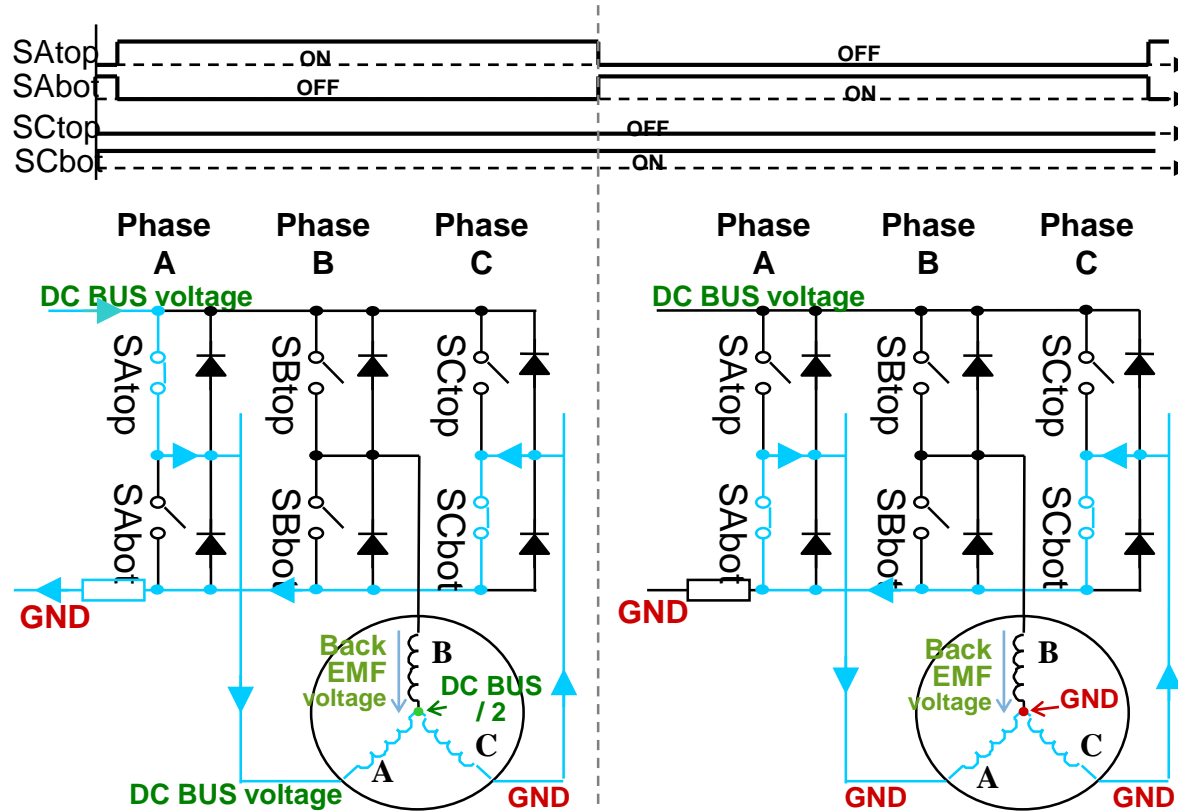 SAtop
ON
OFF
SAbot
OFF
ON
SCtop
OFF
SCbot
ON
Phase A
Phase B
Phase C
DC BUS voltage
SAtop
SBtop
SCtop
SAbot
SBbot
SCbot
GND
Back
EMF
voltage
B
DC BUS
/ 2
A
C
DC BUS voltage
GND
Phase A
Phase B
Phase C
DC BUS voltage
SAtop
SBtop
SCtop
SAbot
SBbot
SCbot
GND
Back
EMF
voltage
B
GND
A
C
GND
GND